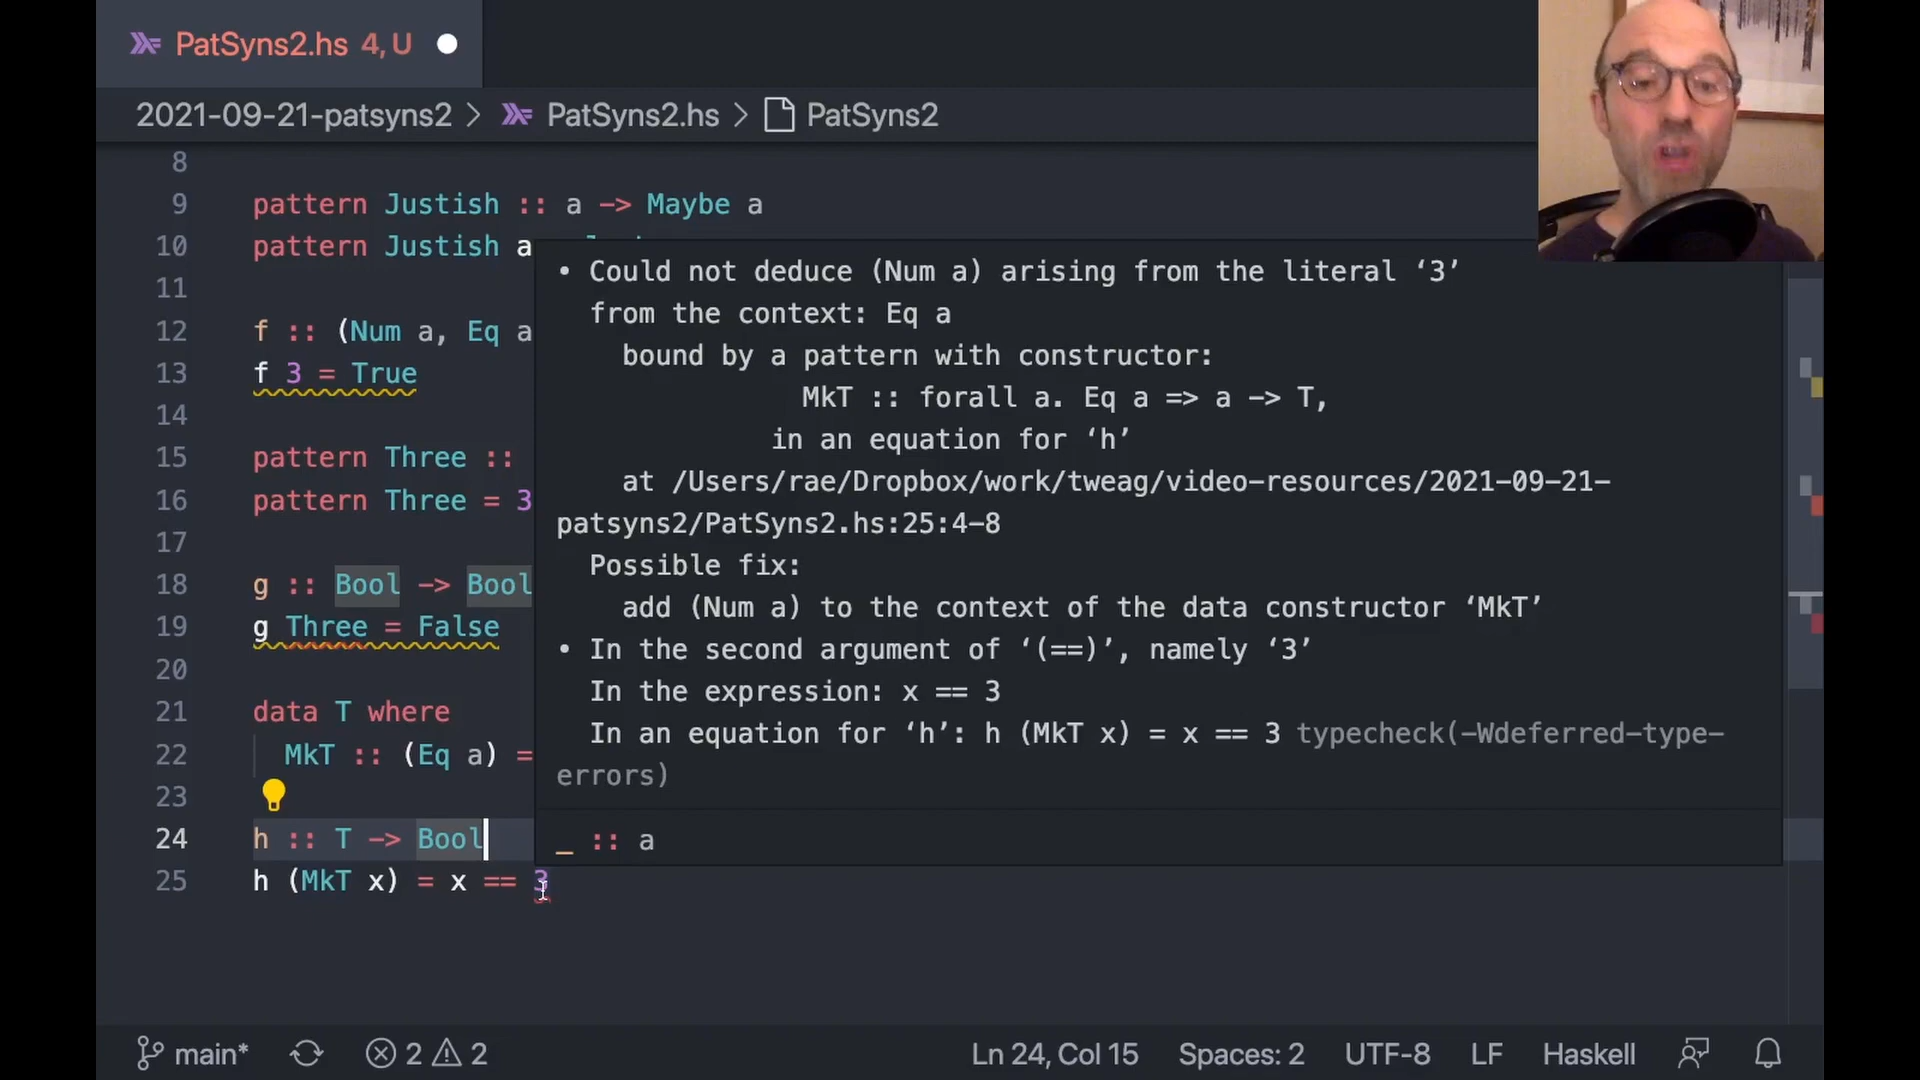 PatSyns2.hs 4, U
2021-09-21-patsyns2 > PatSyns2.hs > PatSyns2
8
9 pattern Justish :: a -> Maybe a
10 pattern Justish a
11
12 f :: (Num a, Eq a
13 f 3 = True
14
15 pattern Three ::
16 pattern Three = 3
17
18 g :: Bool -> Bool
19 g Three = False
20
21 data T where
22 MkT :: (Eq a) =
23
24 h :: T -> Bool
25 h (MkT x) = x == 3
• Could not deduce (Num a) arising from the literal ‘3’
from the context: Eq a
bound by a pattern with constructor:
MkT :: forall a. Eq a => a -> T,
in an equation for ‘h’
at /Users/rae/Dropbox/work/tweag/video-resources/2021-09-21-
patsyns2/PatSyns2.hs:25:4-8
Possible fix:
add (Num a) to the context of the data constructor ‘MkT’
• In the second argument of ‘(==)’, namely ‘3’
In the expression: x == 3
In an equation for ‘h’: h (MkT x) = x == 3 typecheck(-Wdeferred-type-
errors)
_ :: a
main* 2 2 Ln 24, Col 15 Spaces: 2 UTF-8 LF Haskell